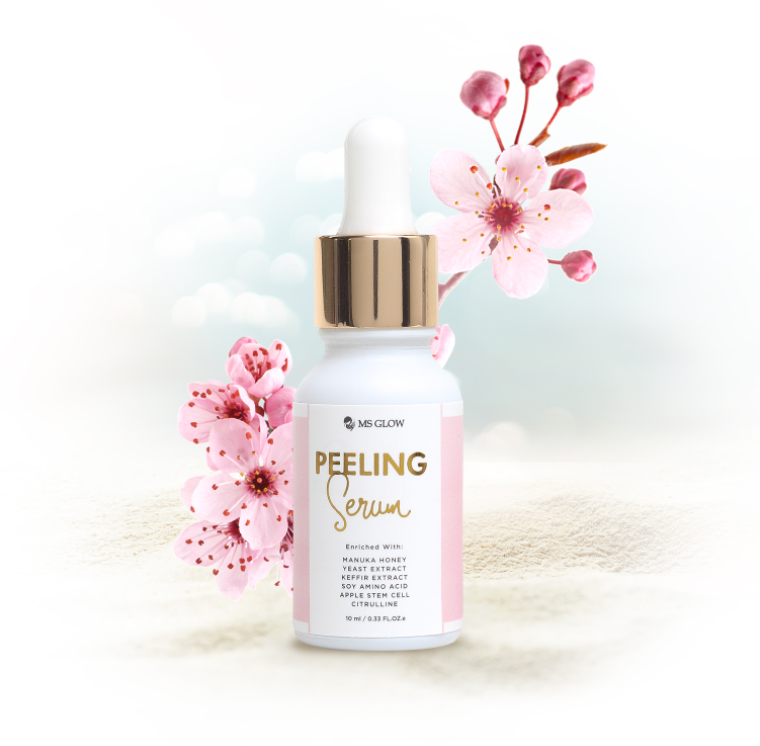 MS GLOW
PEELING
Serum
Enriched With:
MANUKA HONEY
YEAST EXTRACT
KEFFIR EXTRACT
SOY AMINO ACID
APPLE STEM CELL
CITRULLINE
10 ml / 0.33 FL.OZ.e